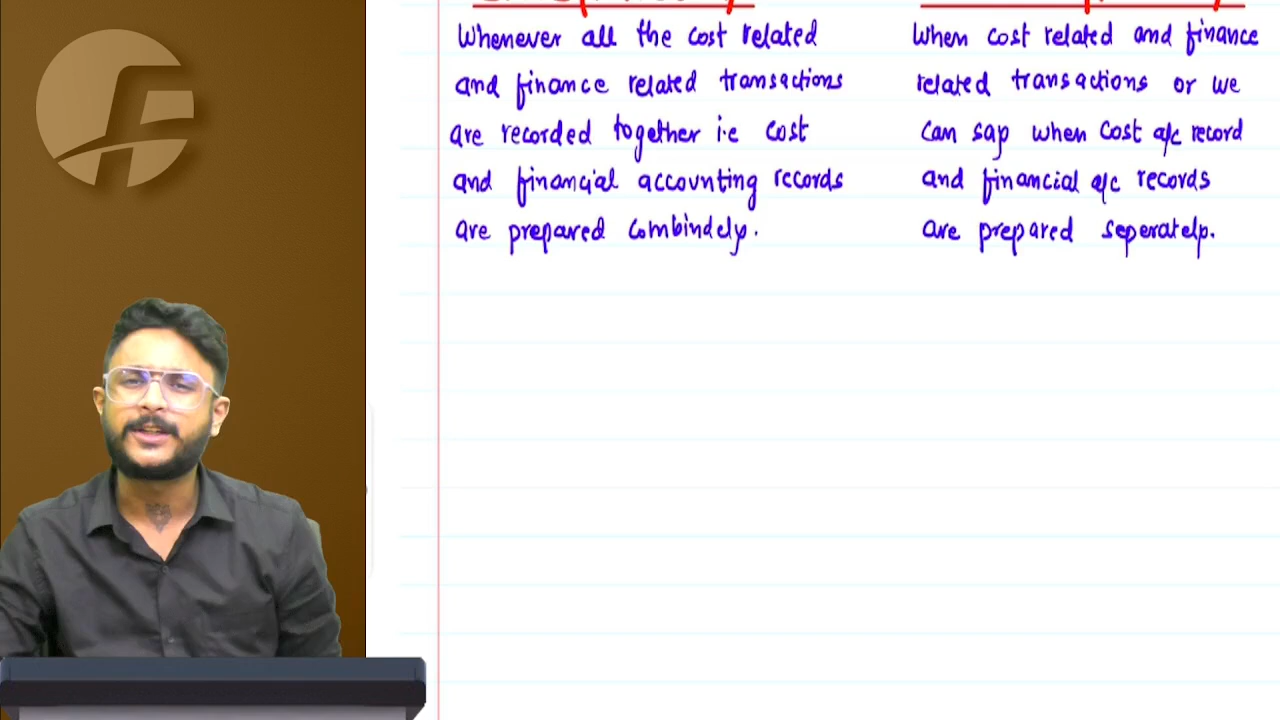 Whenever all the cost related
and finance related transactions
are recorded together i.e cost
and financial accounting records
are prepared combindely.
When cost related and finance
related transactions or we
can say when cost a/c record
and financial a/c records
are prepared seperately.